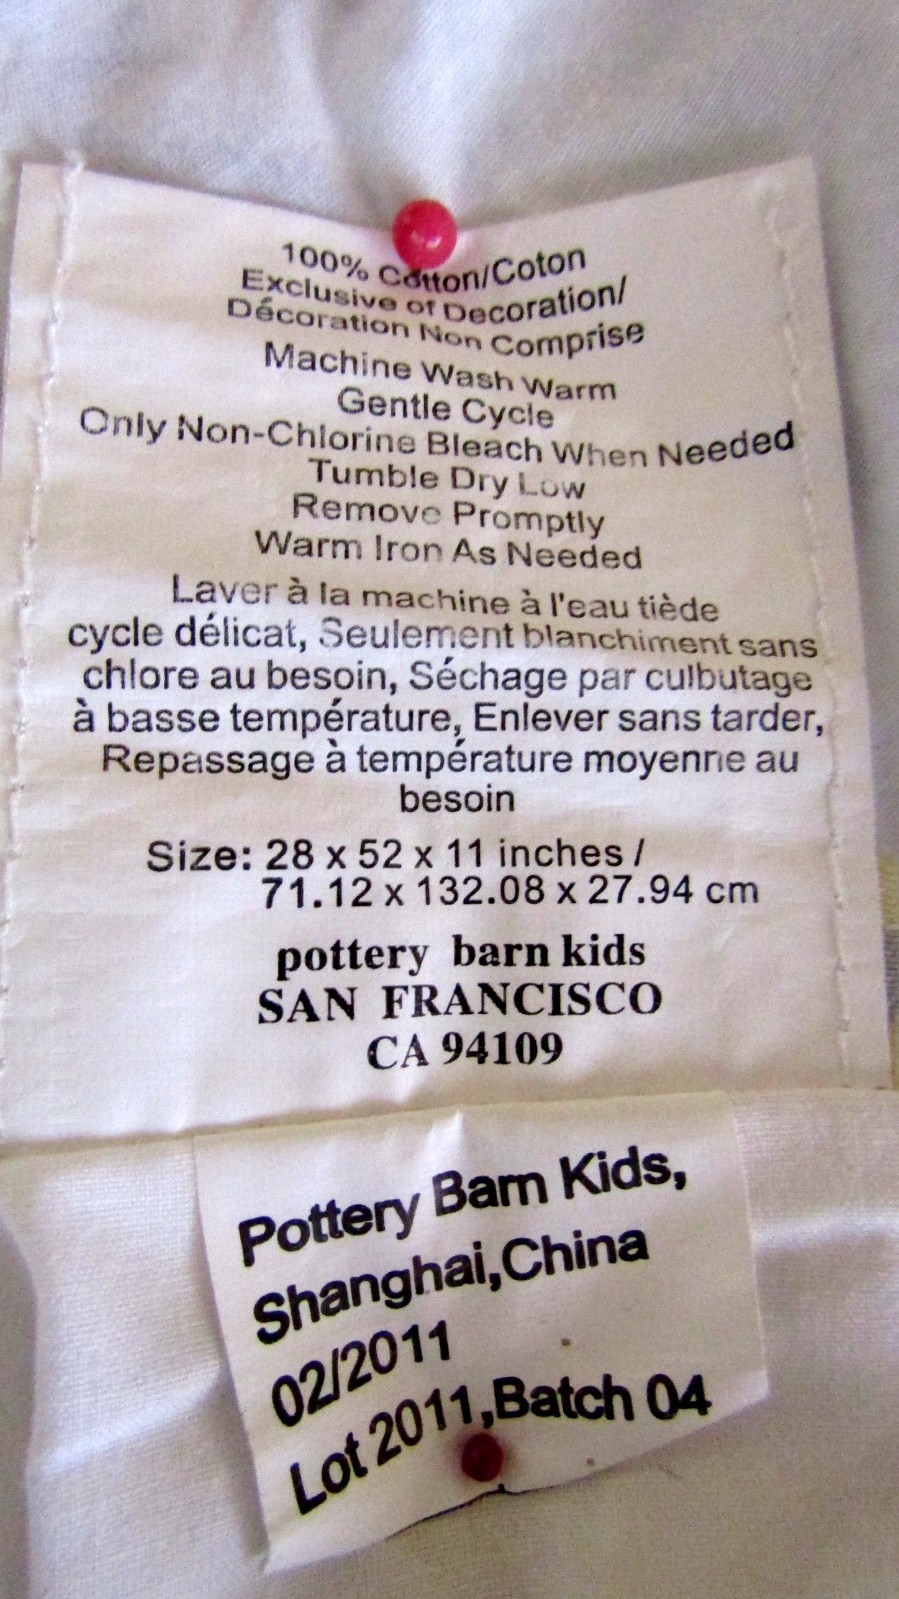 100% Cotton/Coton
Exclusive of Decoration/
Décoration Non Comprise
Machine Wash Warm
Gentle Cycle
Only Non-Chlorine Bleach When Needed
Tumble Dry Low
Remove Promptly
Warm Iron As Needed
Laver à la machine à l'eau tiède
cycle délicat, Seulement blanchiment sans
chlore au besoin, Séchage par culbutage
à basse température, Enlever sans tarder,
Repassage à température moyenne au
besoin
Size: 28 x 52 x 11 inches /
71.12 x 132.08 x 27.94 cm
pottery barn kids
SAN FRANCISCO
CA 94109
Pottery Barn Kids,
Shanghai,China
02/2011
Lot 2011,Batch 04